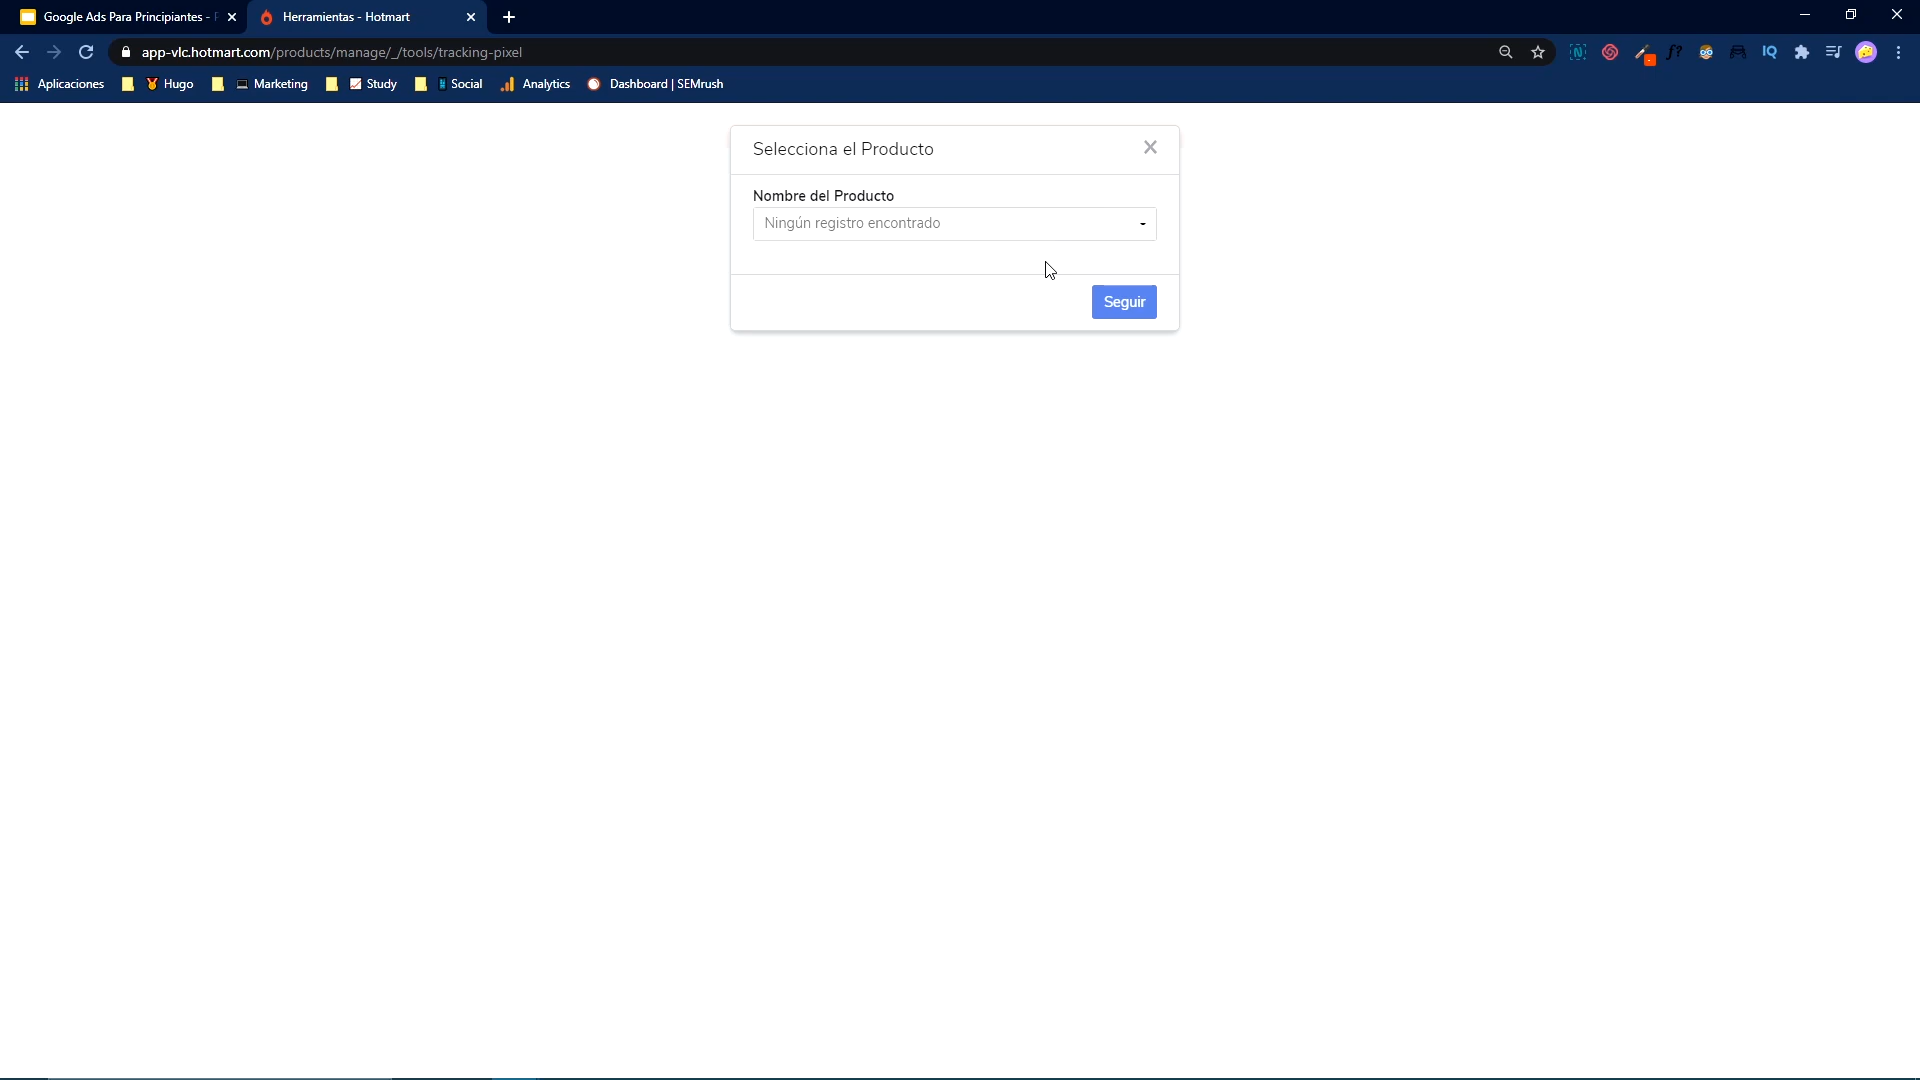 Google Ads Para Principiantes -
Herramientas - Hotmart
app-vlc.hotmart.com/products/manage/_/tools/tracking-pixel
f?
IQ
Aplicaciones
Hugo
Marketing
Study
Social
Analytics
Dashboard | SEMrush
Selecciona el Producto
Nombre del Producto
Ningún registro encontrado
Seguir